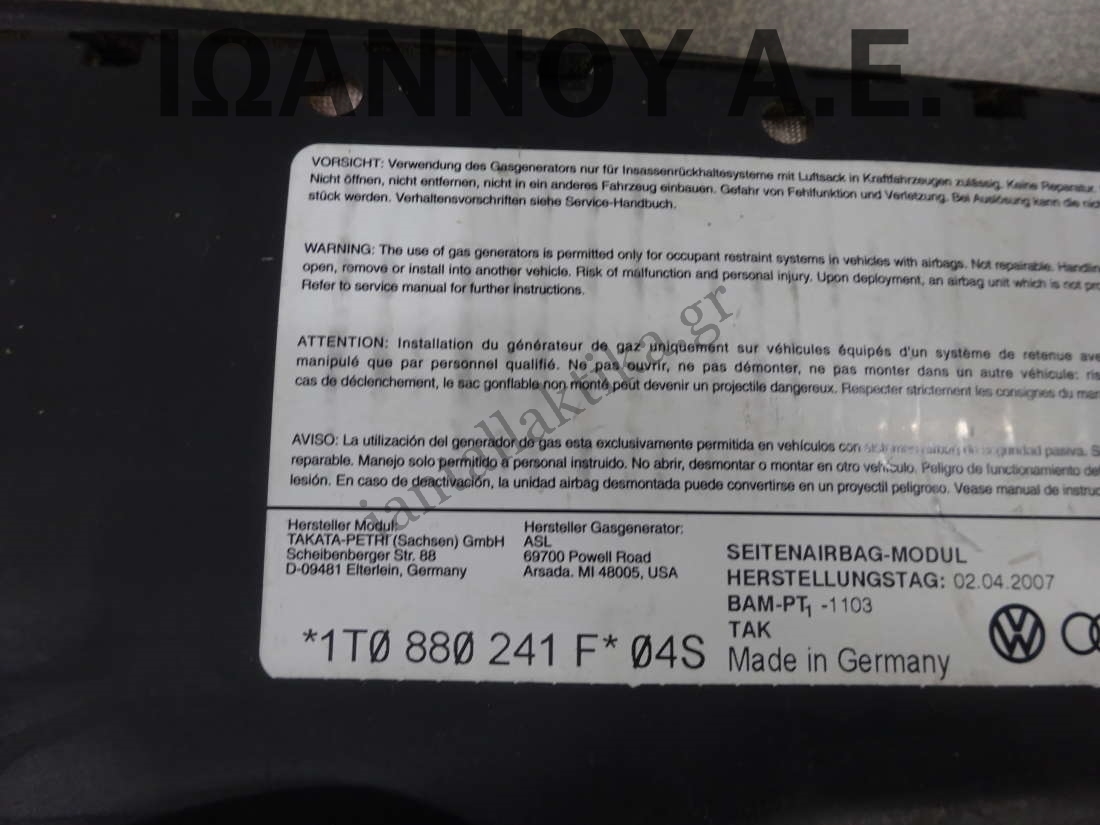 ΙΩΑΝΝΟΥ Α.Ε.
VORSICHT: Verwendung des Gasgenerators nur für Insassenrückhaltesysteme mit Luftsack in Kraftfahrzeugen zulässig. Keine Reparatur.
Nicht öffnen, nicht entfernen, nicht in ein anderes Fahrzeug einbauen. Gefahr von Fehlfunktion und Verletzung. Bei Auslösung kann die nich
stück werden. Verhaltensvorschriften siehe Service-Handbuch.
WARNING: The use of gas generators is permitted only for occupant restraint systems in vehicles with airbags. Not repairable. Handlin
open, remove or install into another vehicle. Risk of malfunction and personal injury. Upon deployment, an airbag unit which is not pro
Refer to service manual for further instructions.
ATTENTION: Installation du générateur de gaz uniquement sur véhicules équipés d'un système de retenue ave
manipulé que par personnel qualifié. Ne pas ouvrir, ne pas démonter, ne pas monter dans un autre véhicule: ris
cas de déclenchement, le sac gonflable non monté peut devenir un projectile dangereux. Respecter strictement les consignes du man
AVISO: La utilización del generador de gas esta exclusivamente permitida en vehículos con seguridad pasiva. S
reparable. Manejo solo permitido a personal instruido. No abrir, desmontar o montar en otro vehículo. Peligro de funcionamiento def
lesión. En caso de deactivación, la unidad airbag desmontada puede convertirse en un proyectil peligroso. Vease manual de instruc
iantallaktika.gr
Hersteller Modul:
TAKATA-PETRI (Sachsen) GmbH
Scheibenberger Str. 88
D-09481 Elterlein, Germany
Hersteller Gasgenerator:
ASL
69700 Powell Road
Arsada. MI 48005, USA
SEITENAIRBAG-MODUL
HERSTELLUNGSTAG: 02.04.2007
BAM-PT₁ -1103
TAK
Made in Germany
*1T0 880 241 F* 04S